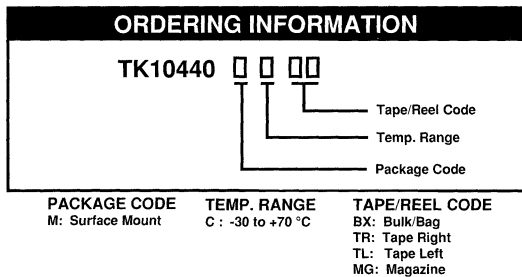 ORDERING INFORMATION
TK10440
Tape/Reel Code
Temp. Range
Package Code
PACKAGE CODE
M: Surface Mount
TEMP. RANGE
C : -30 to +70 °C
TAPE/REEL CODE
BX: Bulk/Bag
TR: Tape Right
TL: Tape Left
MG: Magazine